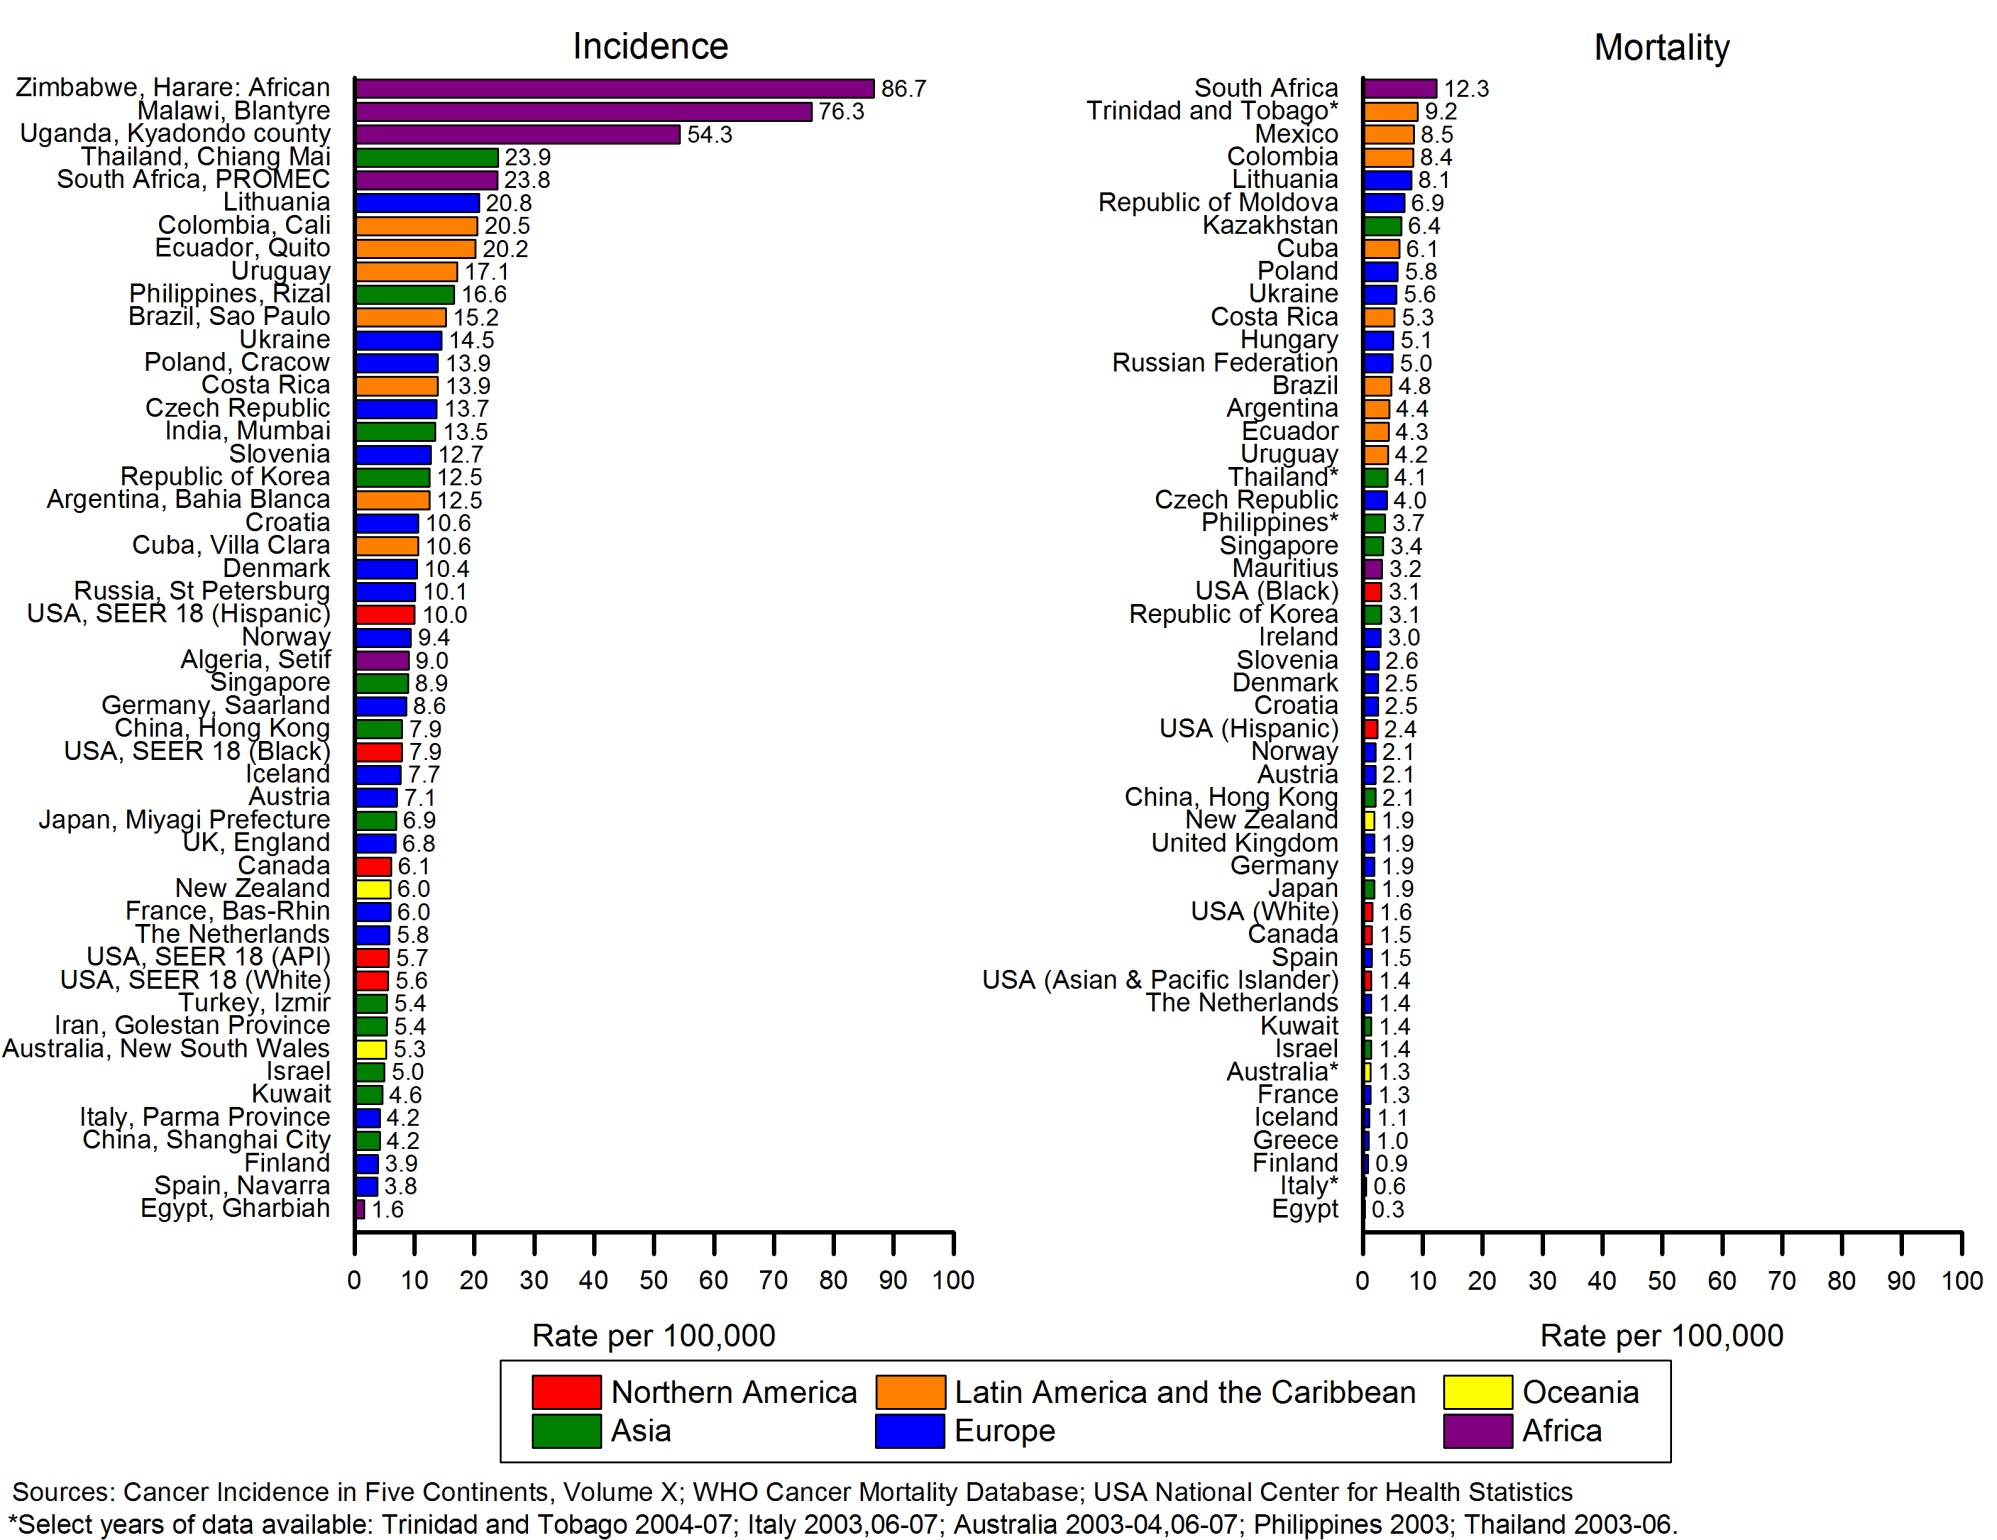 Incidence
Zimbabwe, Harare: African 86.7
Malawi, Blantyre 76.3
Uganda, Kyadondo county 54.3
Thailand, Chiang Mai 23.9
South Africa, PROMEC 23.8
Lithuania 20.8
Colombia, Cali 20.5
Ecuador, Quito 20.2
Uruguay 17.1
Philippines, Rizal 16.6
Brazil, Sao Paulo 15.2
Ukraine 14.5
Poland, Cracow 13.9
Costa Rica 13.9
Czech Republic 13.7
India, Mumbai 13.5
Slovenia 12.7
Republic of Korea 12.5
Argentina, Bahia Blanca 12.5
Croatia 10.6
Cuba, Villa Clara 10.6
Denmark 10.4
Russia, St Petersburg 10.1
USA, SEER 18 (Hispanic) 10.0
Norway 9.4
Algeria, Setif 9.0
Singapore 8.9
Germany, Saarland 8.6
China, Hong Kong 7.9
USA, SEER 18 (Black) 7.9
Iceland 7.7
Austria 7.1
Japan, Miyagi Prefecture 6.9
UK, England 6.8
Canada 6.1
New Zealand 6.0
France, Bas-Rhin 6.0
The Netherlands 5.8
USA, SEER 18 (API) 5.7
USA, SEER 18 (White) 5.6
Turkey, Izmir 5.4
Iran, Golestan Province 5.4
Australia, New South Wales 5.3
Israel 5.0
Kuwait 4.6
Italy, Parma Province 4.2
China, Shanghai City 4.2
Finland 3.9
Spain, Navarra 3.8
Egypt, Gharbiah 1.6
0 10 20 30 40 50 60 70 80 90 100
Rate per 100,000
Mortality
South Africa 12.3
Trinidad and Tobago* 9.2
Mexico 8.5
Colombia 8.4
Lithuania 8.1
Republic of Moldova 6.9
Kazakhstan 6.4
Cuba 6.1
Poland 5.8
Ukraine 5.6
Costa Rica 5.3
Hungary 5.1
Russian Federation 5.0
Brazil 4.8
Argentina 4.4
Ecuador 4.3
Uruguay 4.2
Thailand* 4.1
Czech Republic 4.0
Philippines* 3.7
Singapore 3.4
Mauritius 3.2
USA (Black) 3.1
Republic of Korea 3.1
Ireland 3.0
Slovenia 2.6
Denmark 2.5
Croatia 2.5
USA (Hispanic) 2.4
Norway 2.1
Austria 2.1
China, Hong Kong 2.1
New Zealand 1.9
United Kingdom 1.9
Germany 1.9
Japan 1.9
USA (White) 1.6
Canada 1.5
Spain 1.5
USA (Asian & Pacific Islander) 1.4
The Netherlands 1.4
Kuwait 1.4
Israel 1.4
Australia* 1.3
France 1.3
Iceland 1.1
Greece 1.0
Finland 0.9
Italy* 0.6
Egypt 0.3
0 10 20 30 40 50 60 70 80 90 100
Rate per 100,000
Northern America Latin America and the Caribbean Oceania
Asia Europe Africa
Sources: Cancer Incidence in Five Continents, Volume X; WHO Cancer Mortality Database; USA National Center for Health Statistics
*Select years of data available: Trinidad and Tobago 2004-07; Italy 2003,06-07; Australia 2003-04,06-07; Philippines 2003; Thailand 2003-06.